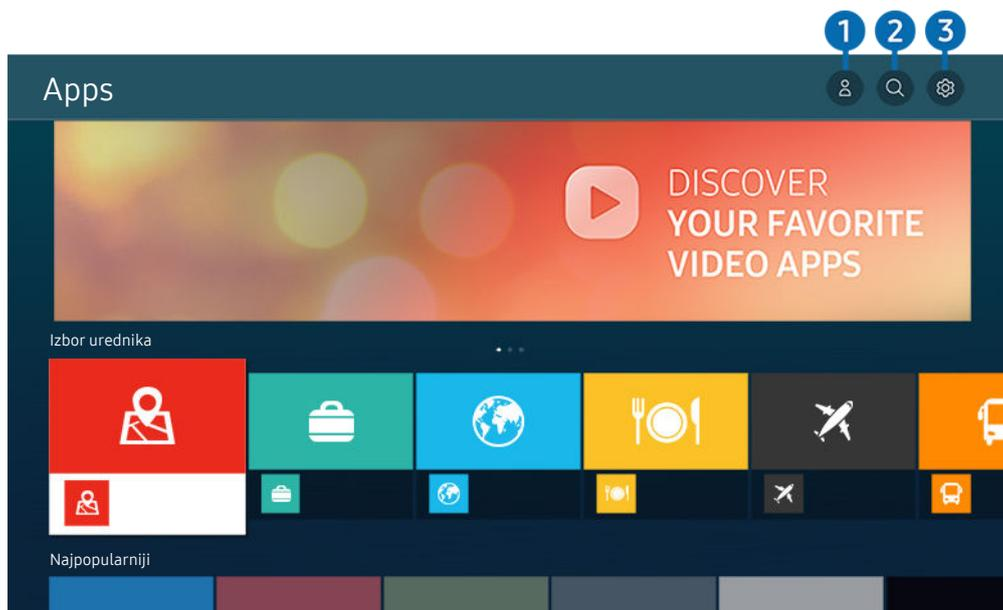 1 2 3
Apps
DISCOVER
YOUR FAVORITE
VIDEO APPS
Izbor urednika
Najpopularniji